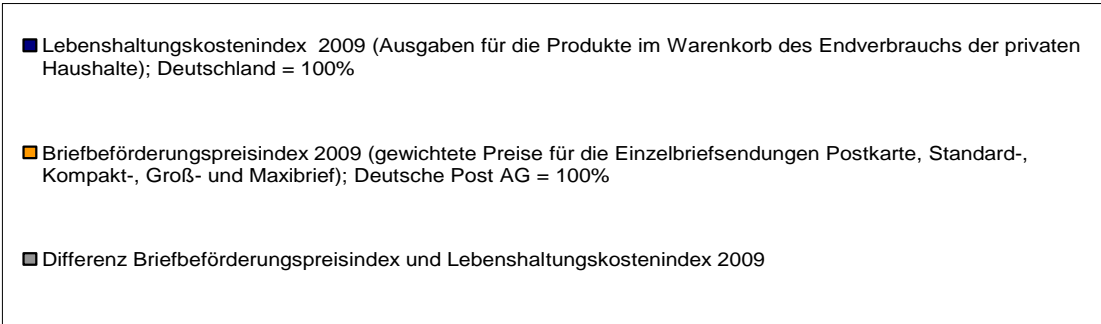 Lebenshaltungskostenindex 2009 (Ausgaben für die Produkte im Warenkorb des Endverbrauchs der privaten
Haushalte); Deutschland = 100%
Briefbeförderungspreisindex 2009 (gewichtete Preise für die Einzelbriefsendungen Postkarte, Standard-,
Kompakt-, Groß- und Maxibrief); Deutsche Post AG = 100%
Differenz Briefbeförderungspreisindex und Lebenshaltungskostenindex 2009